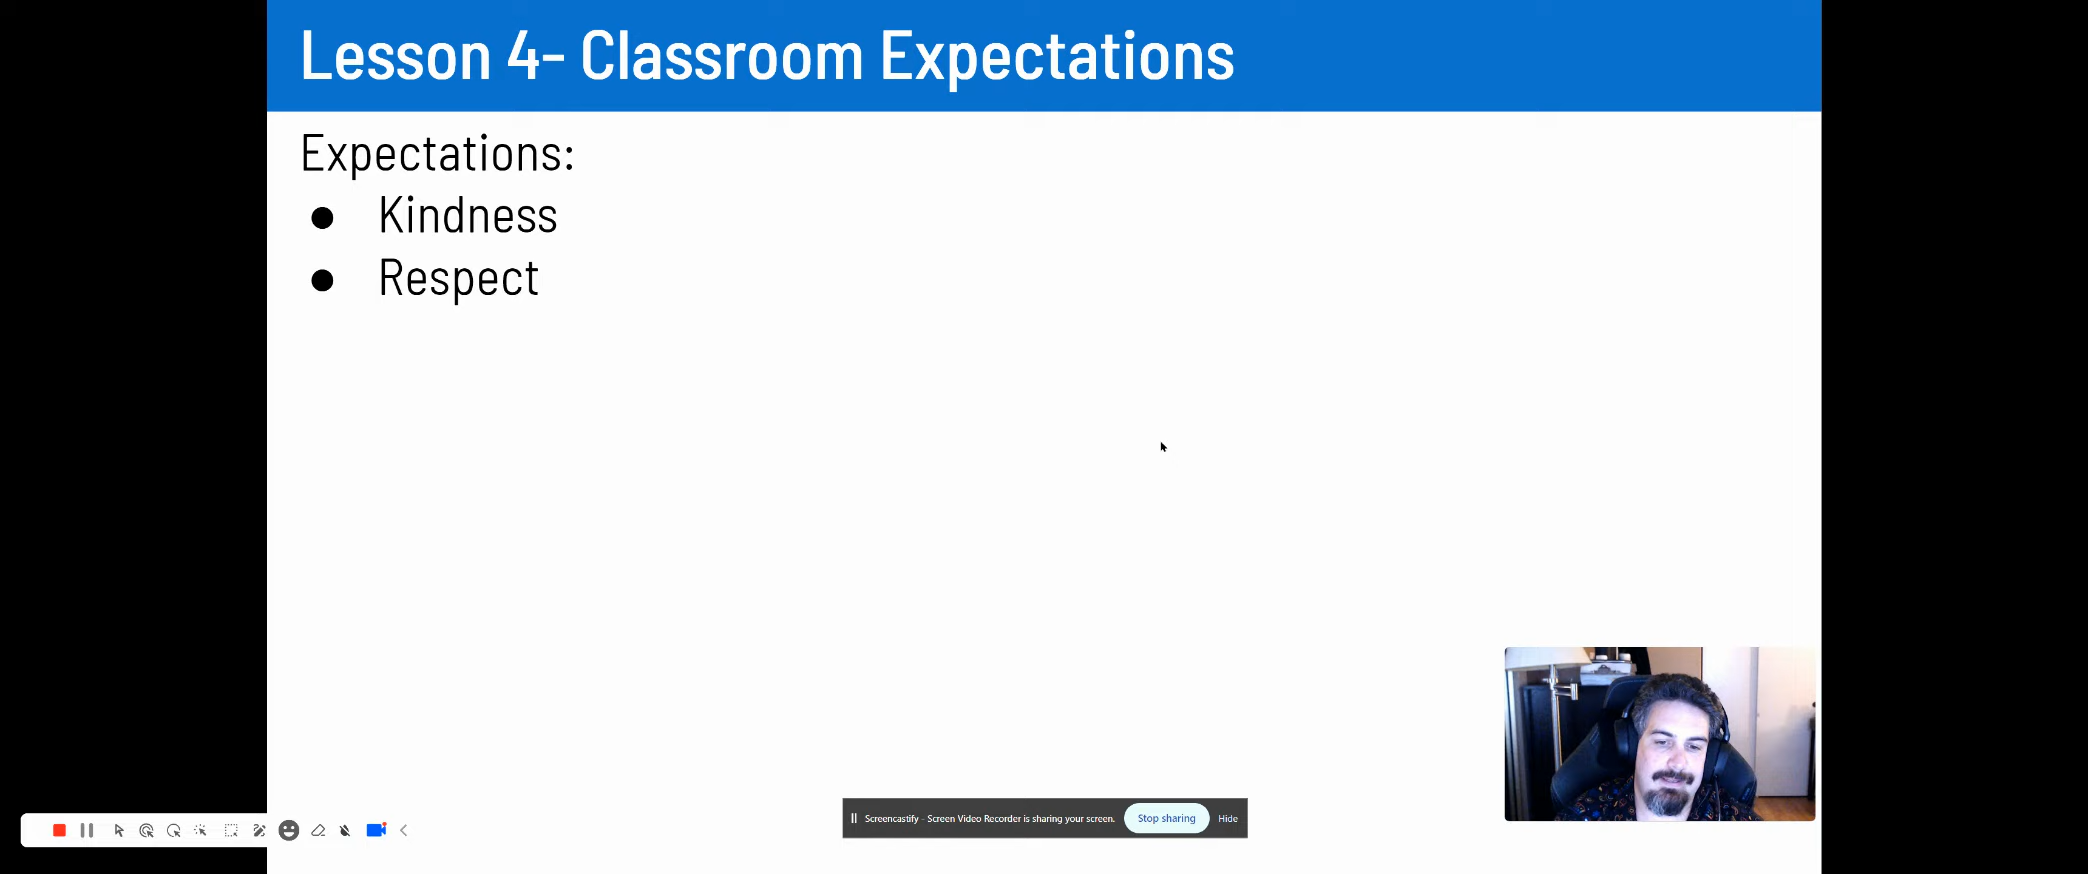 Lesson 4- Classroom Expectations
Expectations:
● Kindness
● Respect
Screencastify - Screen Video Recorder is sharing your screen. Stop sharing Hide